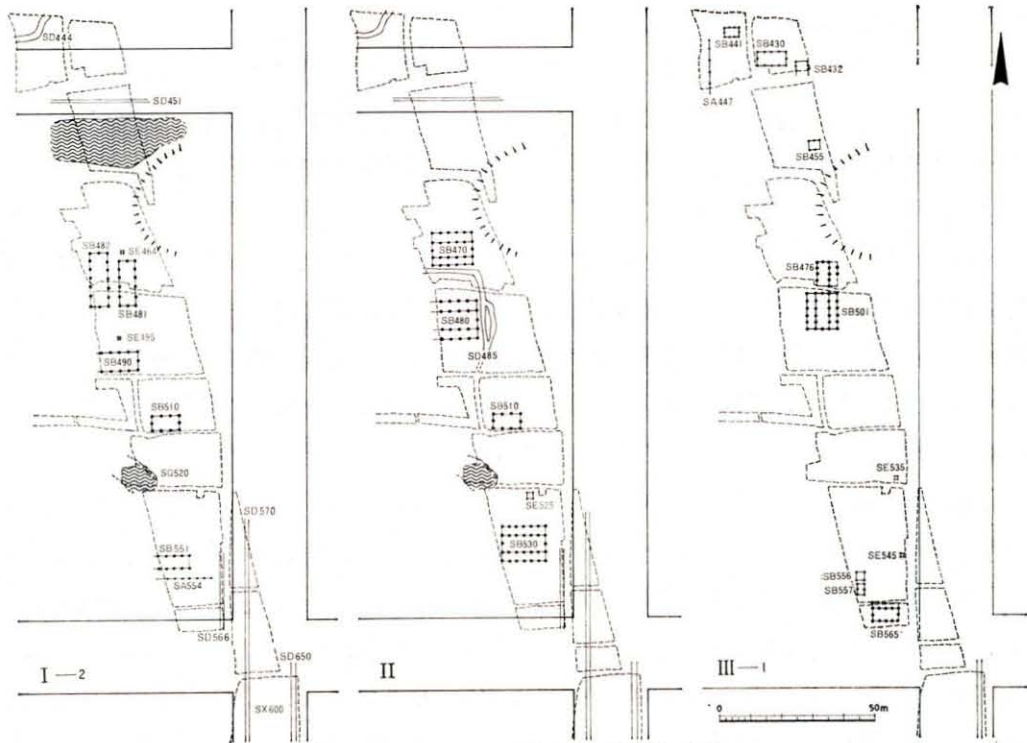 SD444
SD451
SB482
SE464
SB481
SE495
SB490
SB510
SG520
SD570
SB551
SA554
SD566
SD650
I—2
SX600
SB470
SB480
SD485
SB510
SE525
SB530
II
SB441
SB430
SB432
SA447
SB455
SB476
SB501
SE535
SE545
SB556
SB557
SB565
III—1
0
50m